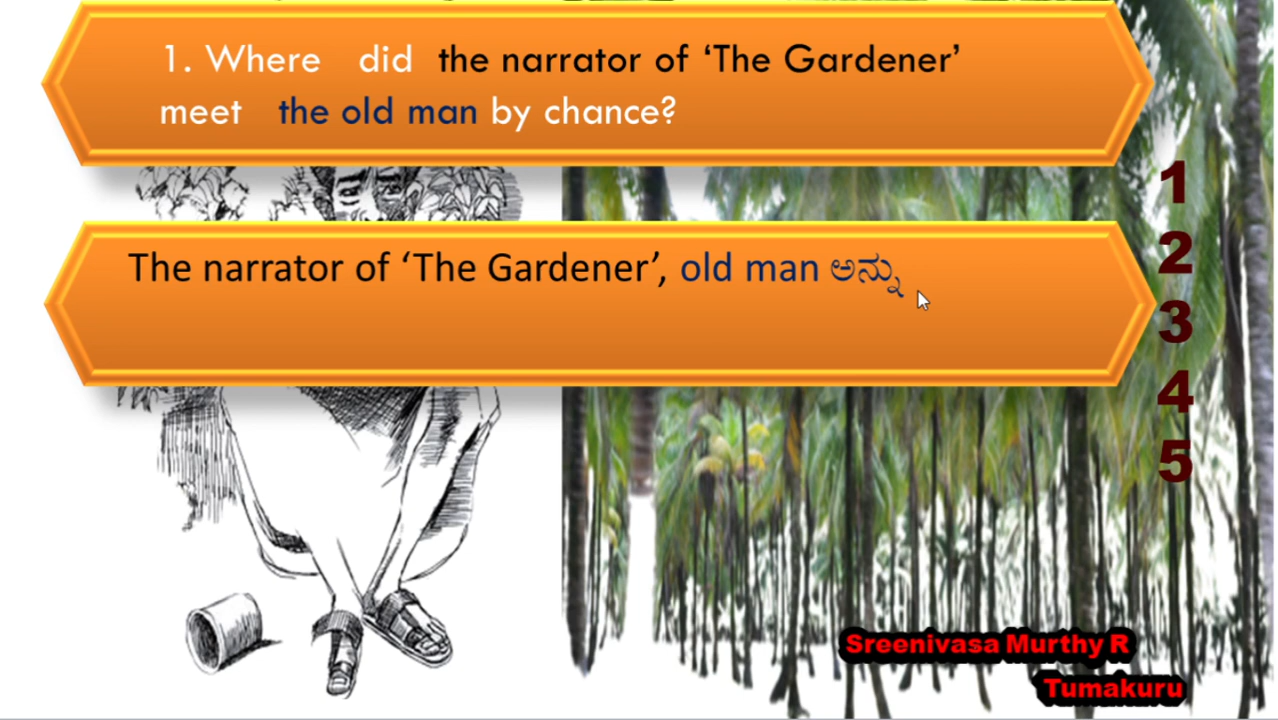 1. Where did the narrator of ‘The Gardener’
meet the old man by chance?
The narrator of ‘The Gardener’, old man ಅನ್ನು
1
2
3
4
5
Sreenivasa Murthy R
Tumakuru